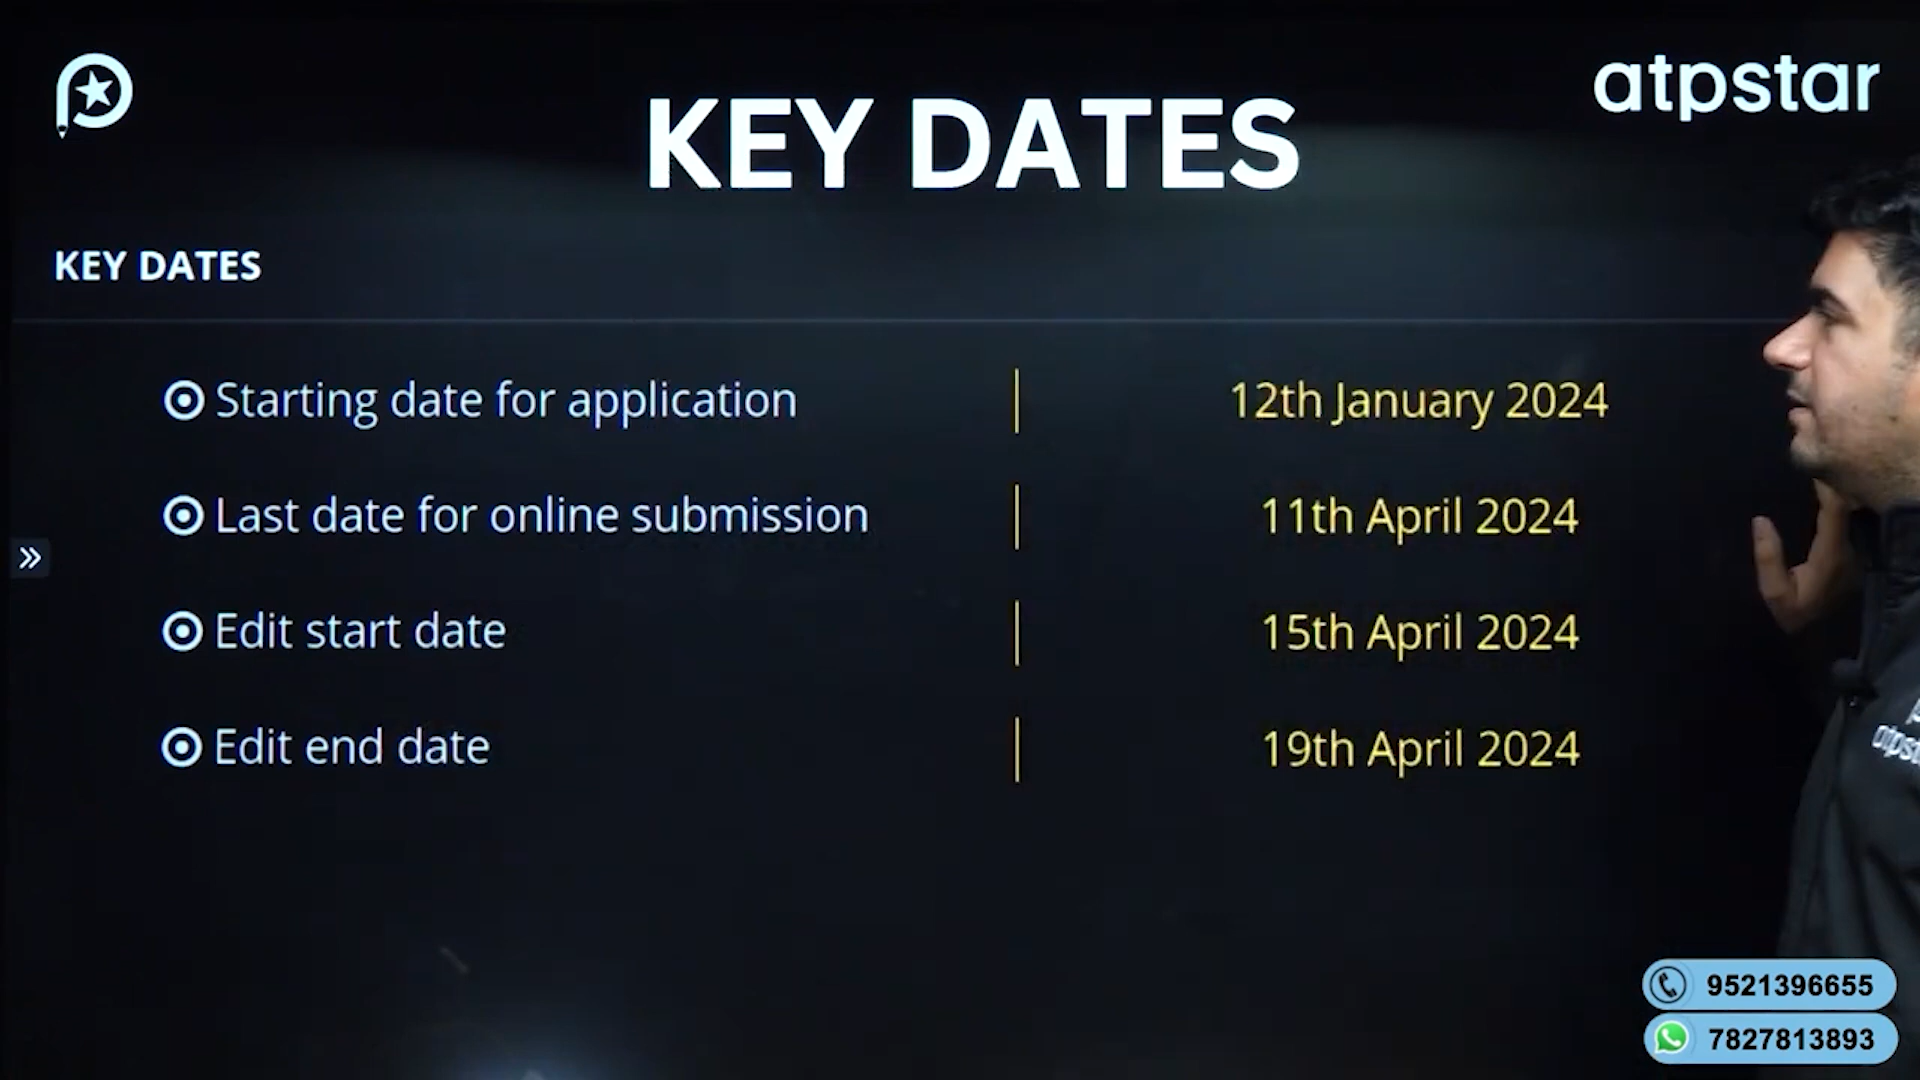 atpstar
KEY DATES
KEY DATES
Starting date for application | 12th January 2024
Last date for online submission | 11th April 2024
Edit start date | 15th April 2024
Edit end date | 19th April 2024
9521396655
7827813893